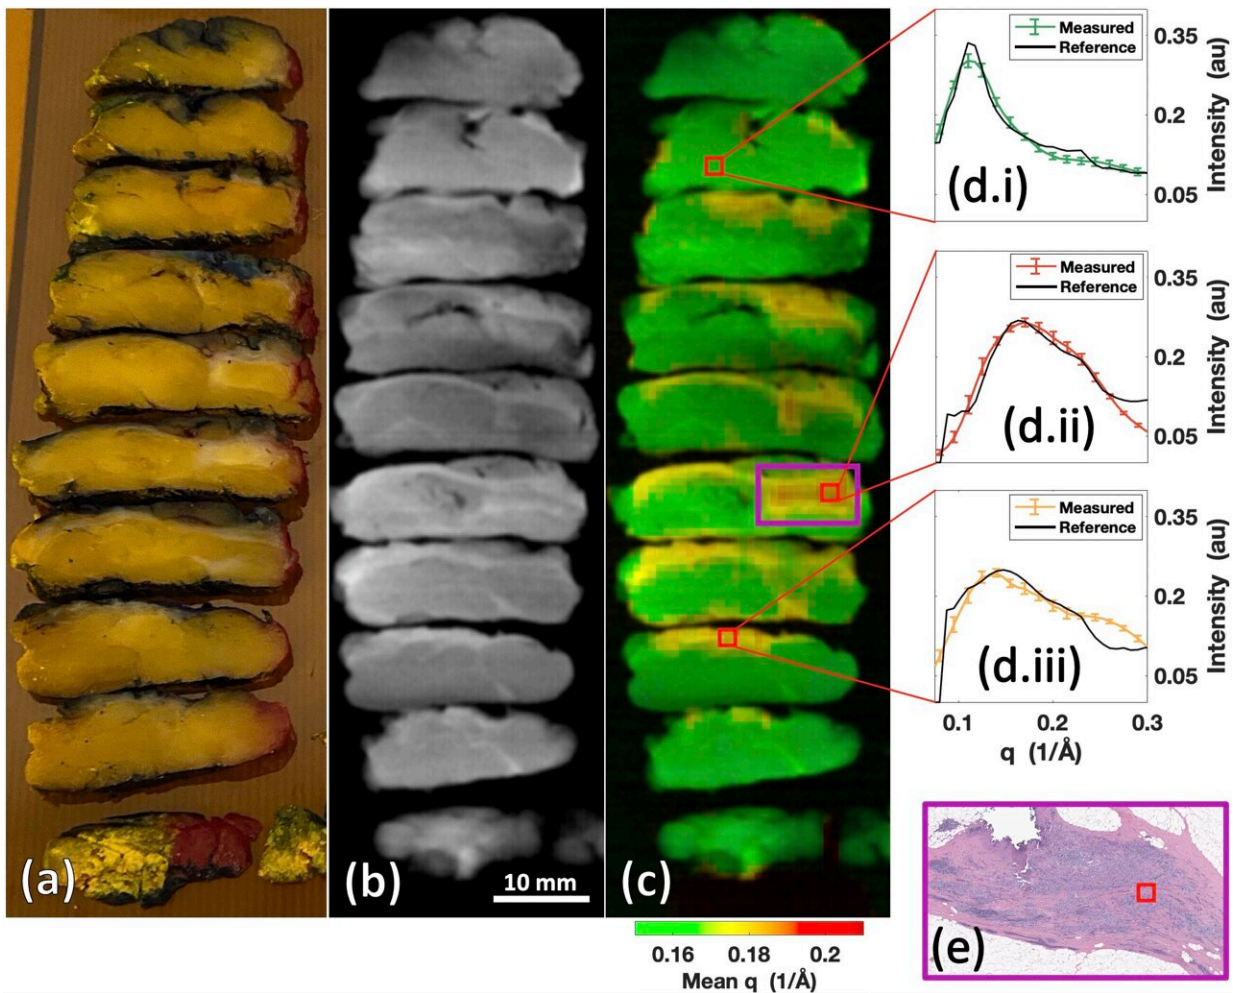 Measured
Reference
0.35
0.2
0.05
Intensity (au)
(d.i)
Measured
Reference
0.35
0.2
0.05
Intensity (au)
(d.ii)
Measured
Reference
0.35
0.2
0.05
Intensity (au)
(d.iii)
0.1 0.2 0.3
q (1/Å)
(a) (b) 10 mm (c)
0.16 0.18 0.2
Mean q (1/Å)
(e)